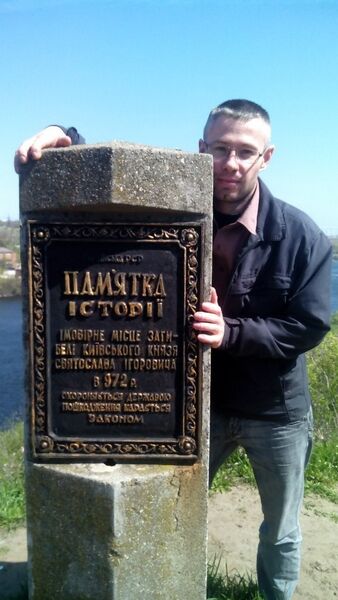 ПАМ'ЯТКА
ІСТОРІЇ
ІМОВІРНЕ МІСЦЕ ЗАГИ-
БЕЛІ КИЇВСЬКОГО КНЯЗЯ
СВЯТОСЛАВА ІГОРОВИЧА
В 972 р.
ОХОРОНЯЄТЬСЯ ДЕРЖАВОЮ
ПОШКОДЖЕННЯ КАРАЄТЬСЯ
ЗАКОНОМ